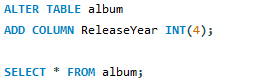 ALTER TABLE album
ADD COLUMN ReleaseYear INT(4);
SELECT * FROM album;